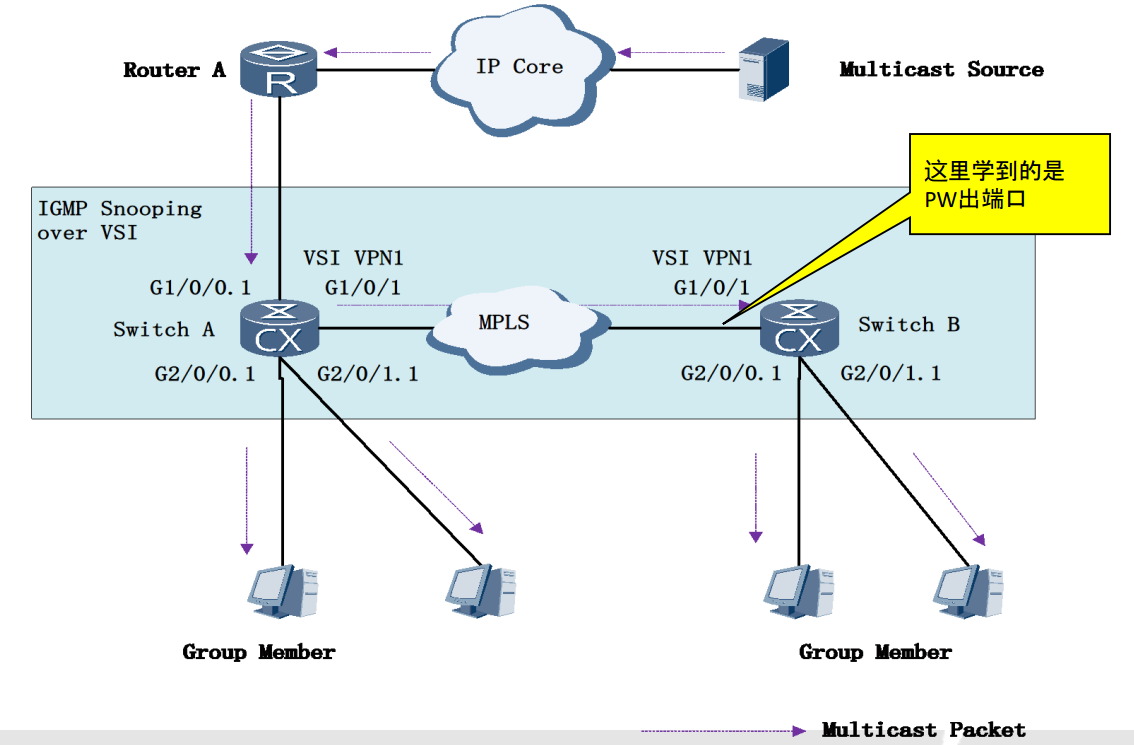 Router A
R
IP Core
Multicast Source
这里学到的是
PW出端口
IGMP Snooping
over VSI
VSI VPN1
VSI VPN1
G1/0/0.1
G1/0/1
G1/0/1
Switch A
CX
MPLS
CX
Switch B
G2/0/0.1
G2/0/1.1
G2/0/0.1
G2/0/1.1
Group Member
Group Member
Multicast Packet